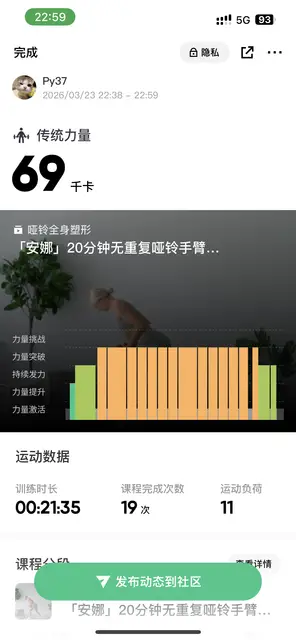 22:59
5G 93
完成
隐私
Py37
2026/03/23 22:38 - 22:59
传统力量
69 千卡
哑铃全身塑形
「安娜」20分钟无重复哑铃手臂...
力量挑战
力量突破
持续发力
力量提升
力量激活
运动数据
训练时长 课程完成次数 运动负荷
00:21:35 19 次 11
课程分段 查看详情
发布动态到社区
「安娜」20分钟无重复哑铃手臂...